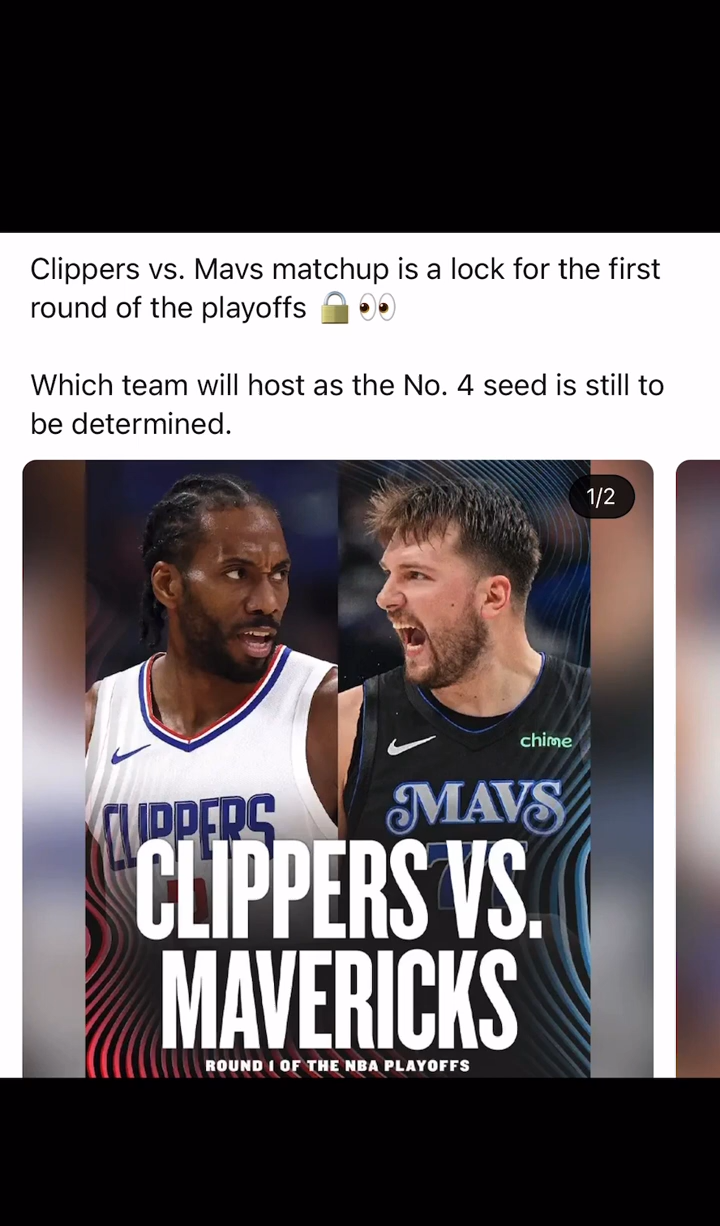 Clippers vs. Mavs matchup is a lock for the first
round of the playoffs 🔒👀
Which team will host as the No. 4 seed is still to
be determined.
1/2
chime
CLIPPERS
MAVS
77
CLIPPERS VS.
MAVERICKS
ROUND 1 OF THE NBA PLAYOFFS